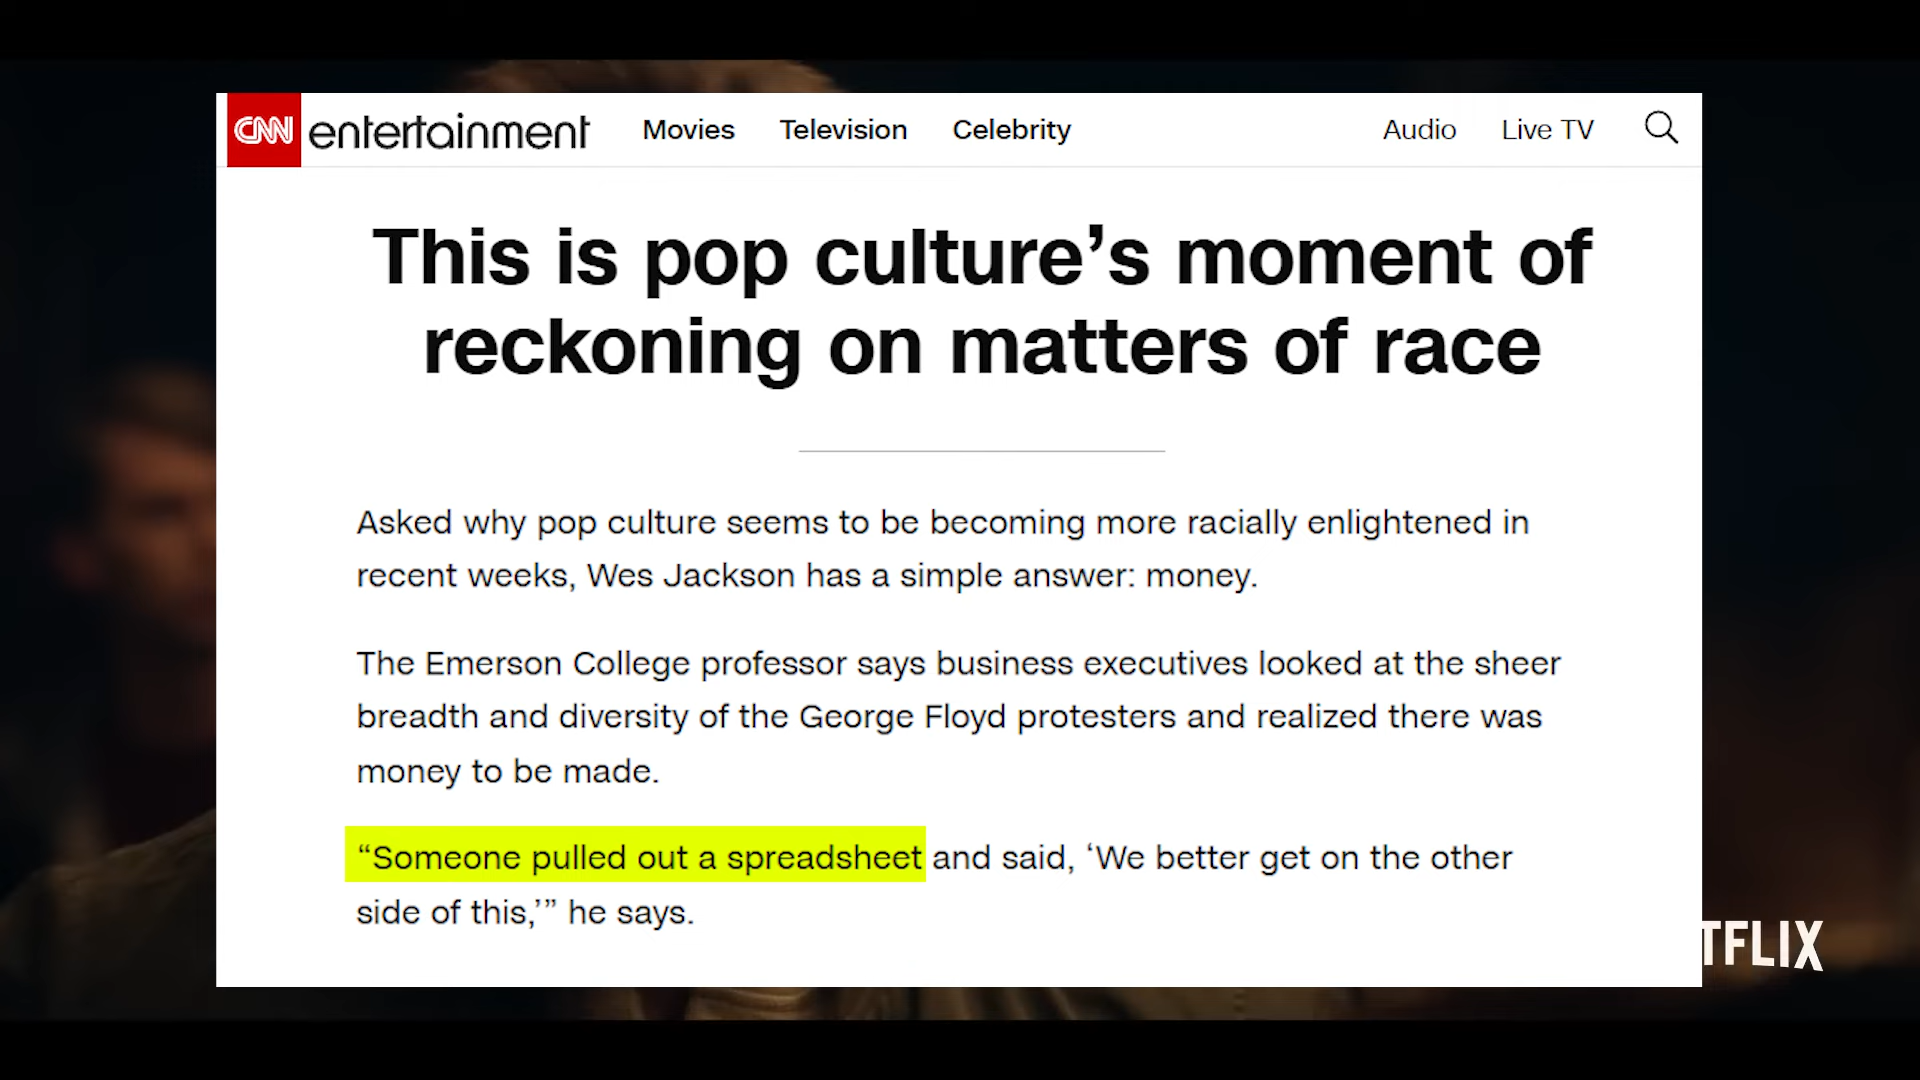 CNN entertainment Movies Television Celebrity Audio Live TV
This is pop culture’s moment of
reckoning on matters of race
Asked why pop culture seems to be becoming more racially enlightened in
recent weeks, Wes Jackson has a simple answer: money.
The Emerson College professor says business executives looked at the sheer
breadth and diversity of the George Floyd protesters and realized there was
money to be made.
“Someone pulled out a spreadsheet and said, ‘We better get on the other
side of this,’” he says.
TFLIX